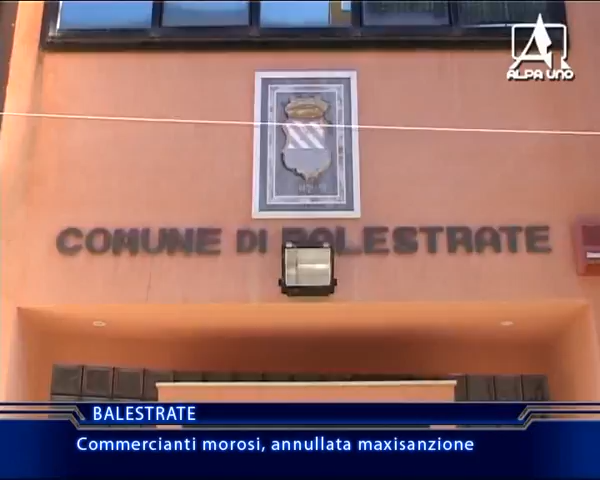 ALPA UNO
COMUNE DI BALESTRATE
BALESTRATE
Commercianti morosi, annullata maxisanzione